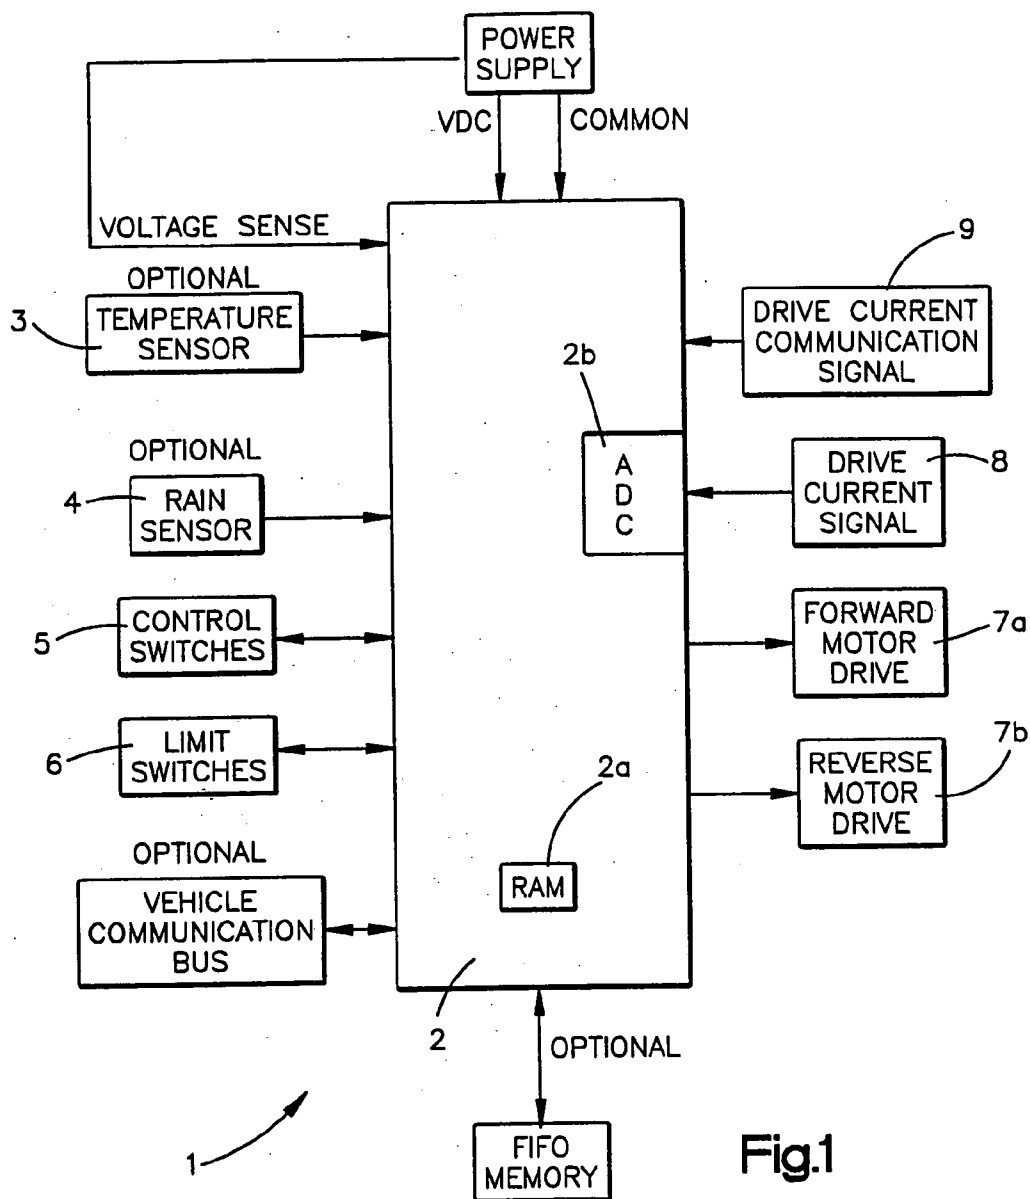 POWER
SUPPLY
VDC
COMMON
VOLTAGE SENSE
OPTIONAL
3
TEMPERATURE
SENSOR
9
DRIVE CURRENT
COMMUNICATION
SIGNAL
2b
A
D
C
OPTIONAL
4
RAIN
SENSOR
DRIVE
CURRENT
SIGNAL
8
5
CONTROL
SWITCHES
FORWARD
MOTOR
DRIVE
7a
6
LIMIT
SWITCHES
2a
RAM
REVERSE
MOTOR
DRIVE
7b
OPTIONAL
VEHICLE
COMMUNICATION
BUS
2
OPTIONAL
1
FIFO
MEMORY
Fig.1